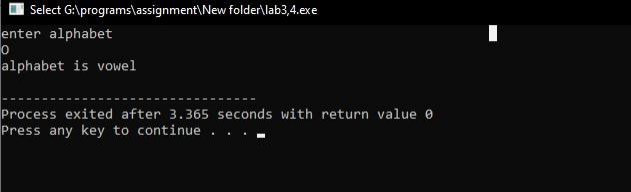 Select G:\programs\assignment\New folder\lab3,4.exe
enter alphabet
O
alphabet is vowel
--------------------------------
Process exited after 3.365 seconds with return value 0
Press any key to continue . . .